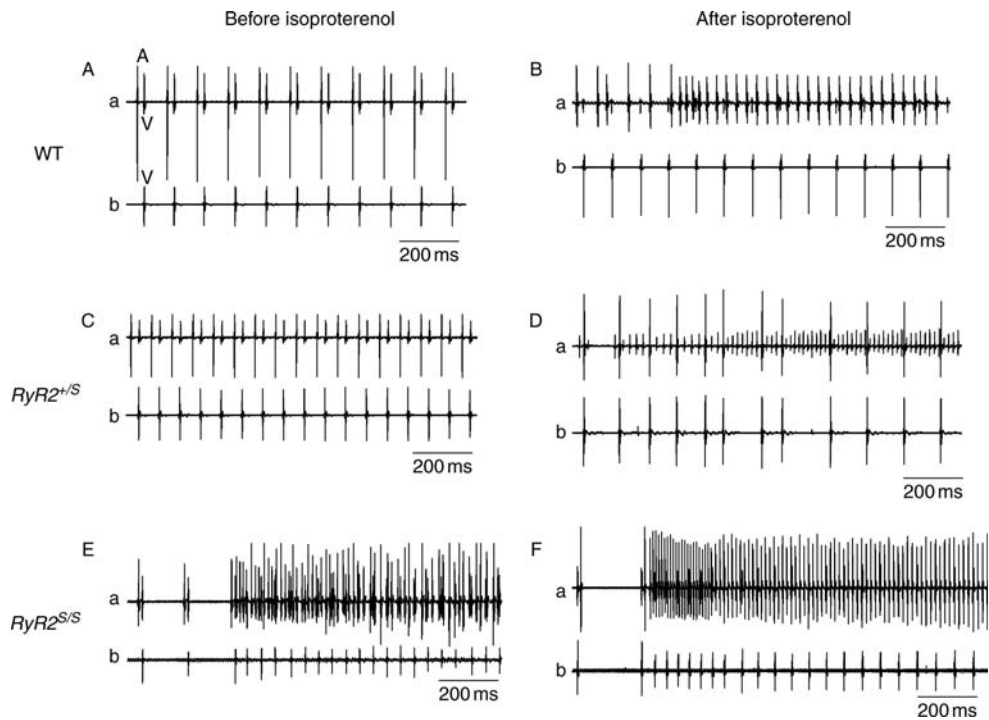 Before isoproterenol
After isoproterenol
A
A
a
V
WT
V
b
200 ms
B
a
b
200 ms
C
a
RyR2+/S
b
200 ms
D
a
b
200 ms
E
a
RyR2S/S
b
200 ms
F
a
b
200 ms